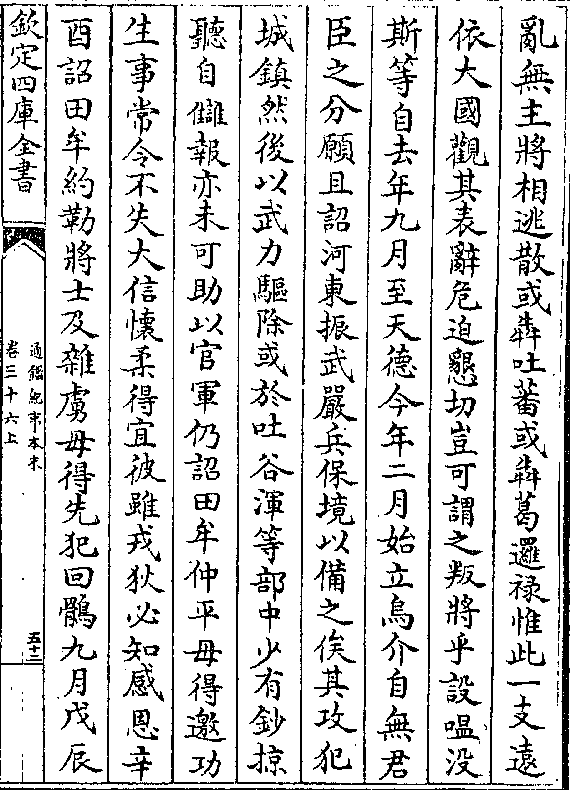 亂無主將相逃散或犇吐蕃或犇葛邏祿惟此一支遠
依大國觀其表辭危迫懇切豈可謂之叛將乎設嗢没
斯等自去年九月至天德今年二月始立烏介自無君
臣之分願且詔河東振武嚴兵保境以備之俟其攻犯
城鎮然後以武力驅除或於吐谷渾等部中少有鈔掠
聽自讎報亦未可助以官軍仍詔田牟仲平毋得邀功
生事常令不失大信懷柔得宜彼雖戎狄必知感恩辛
酉詔田牟約勒將士及雜虜毋得先犯回鶻九月戊辰
欽定四庫全書
通鑑紀事本末
卷三十六上
五十二